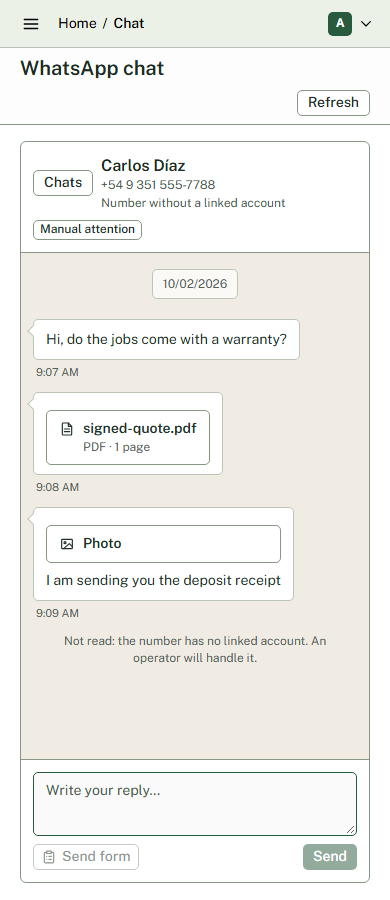 Home / Chat
A
WhatsApp chat
Refresh
Chats
Carlos Díaz
+54 9 351 555-7788
Number without a linked account
Manual attention
10/02/2026
Hi, do the jobs come with a warranty?
9:07 AM
signed-quote.pdf
PDF · 1 page
9:08 AM
Photo
I am sending you the deposit receipt
9:09 AM
Not read: the number has no linked account. An
operator will handle it.
Write your reply...
Send form
Send